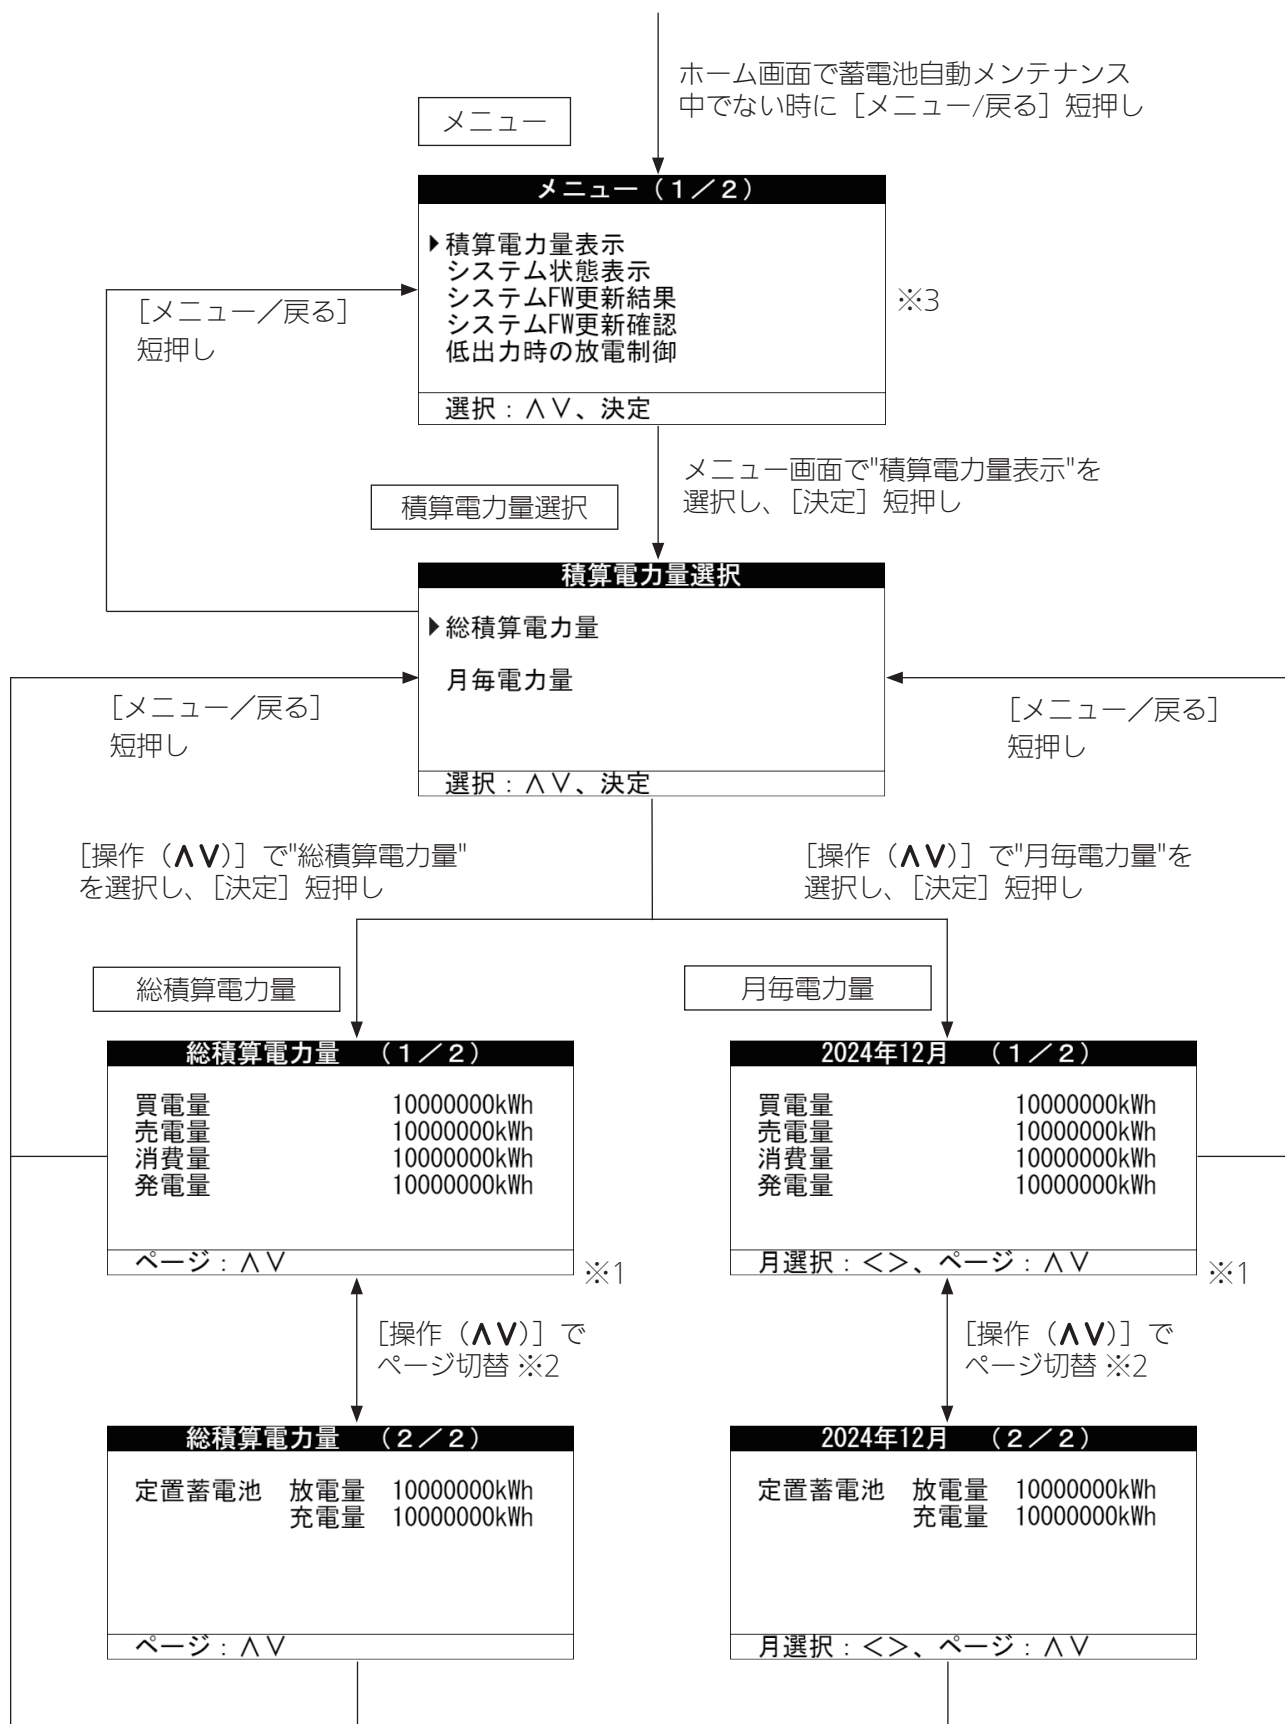 ホーム画面で蓄電池自動メンテナンス
中でない時に［メニュー/戻る］短押し
メニュー
メニュー（１／２）
▶積算電力量表示
システム状態表示
システムFW更新結果
システムFW更新確認
低出力時の放電制御
選択：∧∨、決定
※3
［メニュー／戻る］
短押し
メニュー画面で"積算電力量表示"を
選択し、［決定］短押し
積算電力量選択
積算電力量選択
▶総積算電力量
月毎電力量
選択：∧∨、決定
［メニュー／戻る］
短押し
［メニュー／戻る］
短押し
［操作（∧∨）］で"総積算電力量"
を選択し、［決定］短押し
［操作（∧∨）］で"月毎電力量"を
選択し、［決定］短押し
総積算電力量
総積算電力量　（１／２）
買電量　10000000kWh
売電量　10000000kWh
消費量　10000000kWh
発電量　10000000kWh
ページ：∧∨
※1
月毎電力量
2024年12月　（１／２）
買電量　10000000kWh
売電量　10000000kWh
消費量　10000000kWh
発電量　10000000kWh
月選択：＜＞、ページ：∧∨
※1
［操作（∧∨）］で
ページ切替 ※2
［操作（∧∨）］で
ページ切替 ※2
総積算電力量　（２／２）
定置蓄電池　放電量　10000000kWh
充電量　10000000kWh
ページ：∧∨
2024年12月　（２／２）
定置蓄電池　放電量　10000000kWh
充電量　10000000kWh
月選択：＜＞、ページ：∧∨